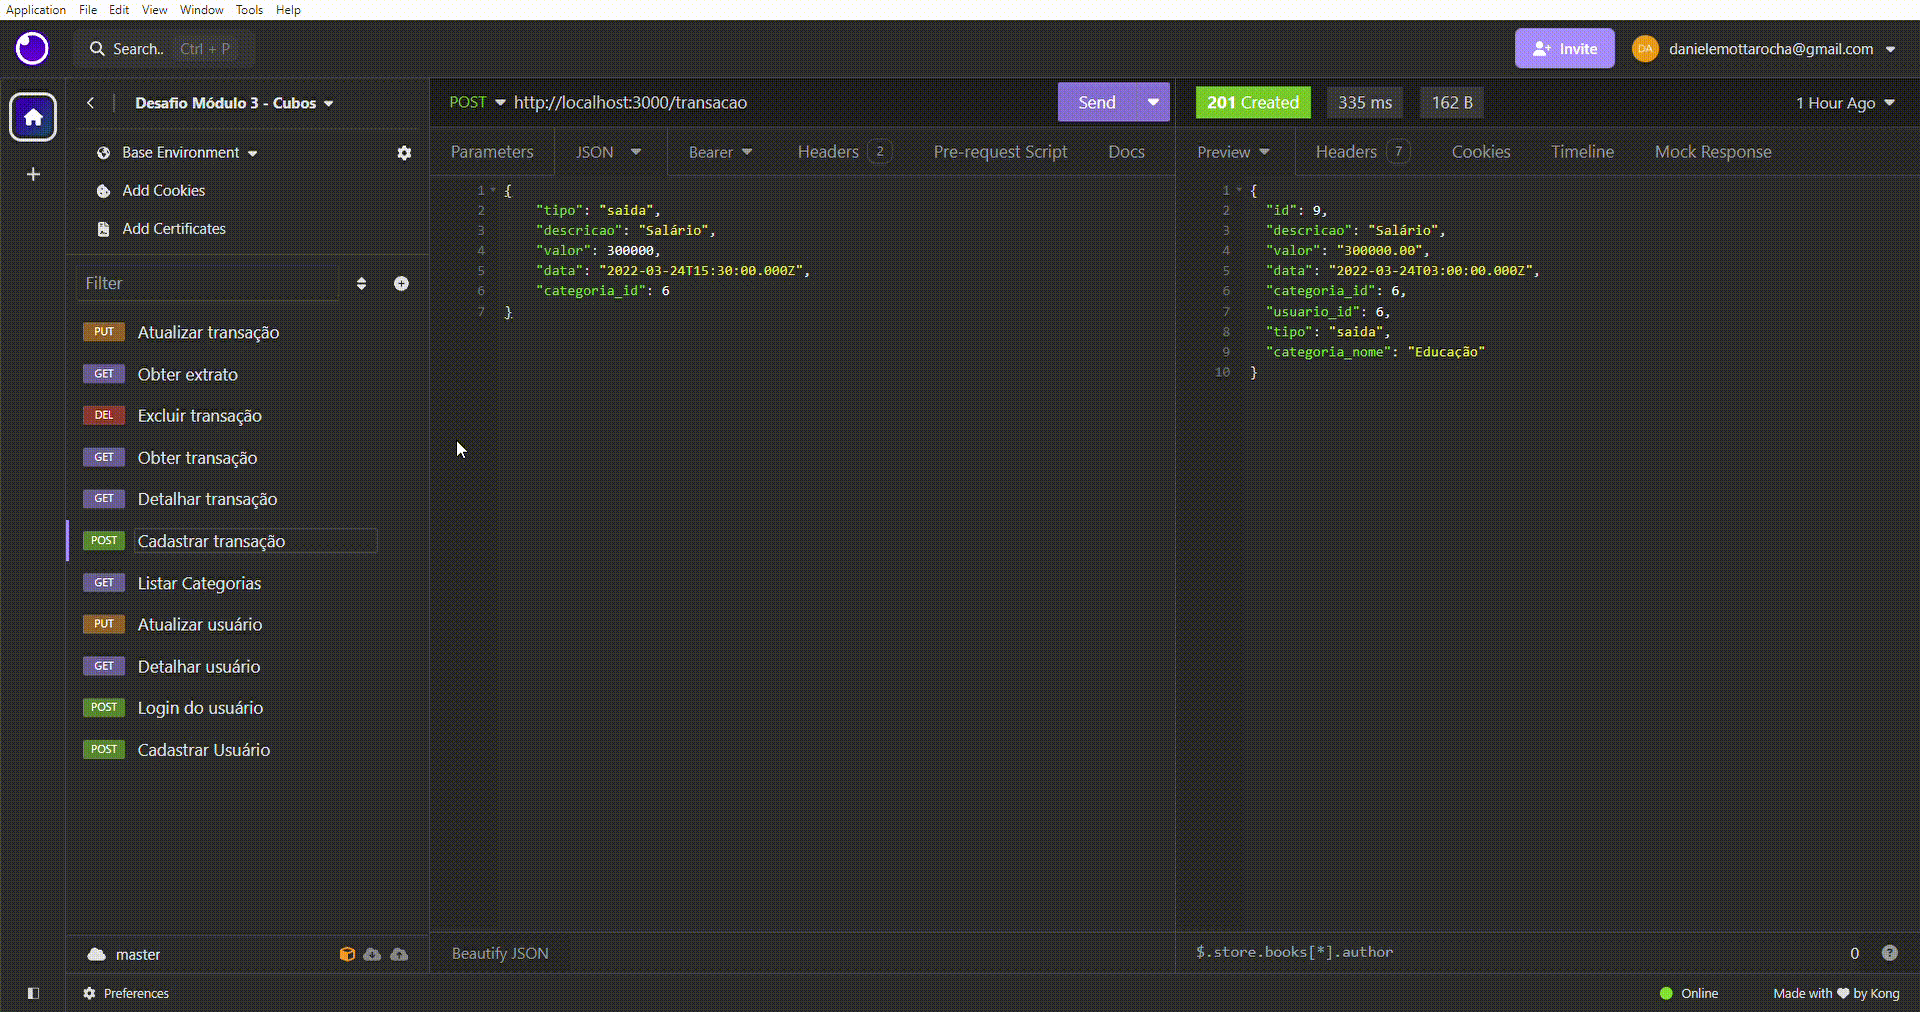 Application File Edit View Window Tools Help
Search.. Ctrl + P
Invite
DA
danielemottarocha@gmail.com
Desafio Módulo 3 - Cubos
Base Environment
Add Cookies
Add Certificates
Filter
PUT Atualizar transação
GET Obter extrato
DEL Excluir transação
GET Obter transação
GET Detalhar transação
POST Cadastrar transação
GET Listar Categorias
PUT Atualizar usuário
GET Detalhar usuário
POST Login do usuário
POST Cadastrar Usuário
master
POST http://localhost:3000/transacao
Send
Parameters JSON Bearer Headers 2 Pre-request Script Docs
1 {
2 "tipo": "saida",
3 "descricao": "Salário",
4 "valor": 300000,
5 "data": "2022-03-24T15:30:00.000Z",
6 "categoria_id": 6
7 }
Beautify JSON
201 Created 335 ms 162 B 1 Hour Ago
Preview Headers 7 Cookies Timeline Mock Response
1 {
2 "id": 9,
3 "descricao": "Salário",
4 "valor": "300000.00",
5 "data": "2022-03-24T03:00:00.000Z",
6 "categoria_id": 6,
7 "usuario_id": 6,
8 "tipo": "saida",
9 "categoria_nome": "Educação"
10 }
$.store.books[*].author
0 ?
Preferences
Online
Made with ♥ by Kong